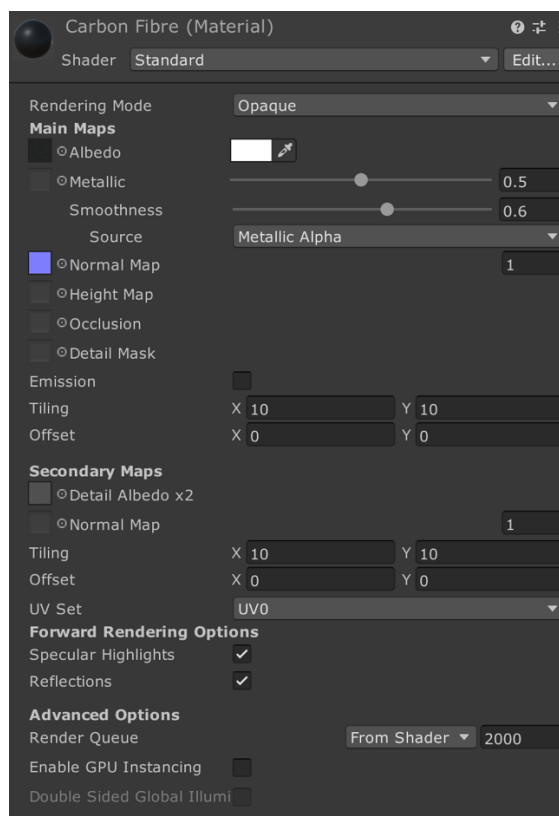 Carbon Fibre (Material)
Shader Standard Edit...
Rendering Mode Opaque
Main Maps
Albedo
Metallic 0.5
Smoothness 0.6
Source Metallic Alpha
Normal Map 1
Height Map
Occlusion
Detail Mask
Emission
Tiling X 10 Y 10
Offset X 0 Y 0
Secondary Maps
Detail Albedo x2
Normal Map 1
Tiling X 10 Y 10
Offset X 0 Y 0
UV Set UV0
Forward Rendering Options
Specular Highlights
Reflections
Advanced Options
Render Queue From Shader 2000
Enable GPU Instancing
Double Sided Global Illumi